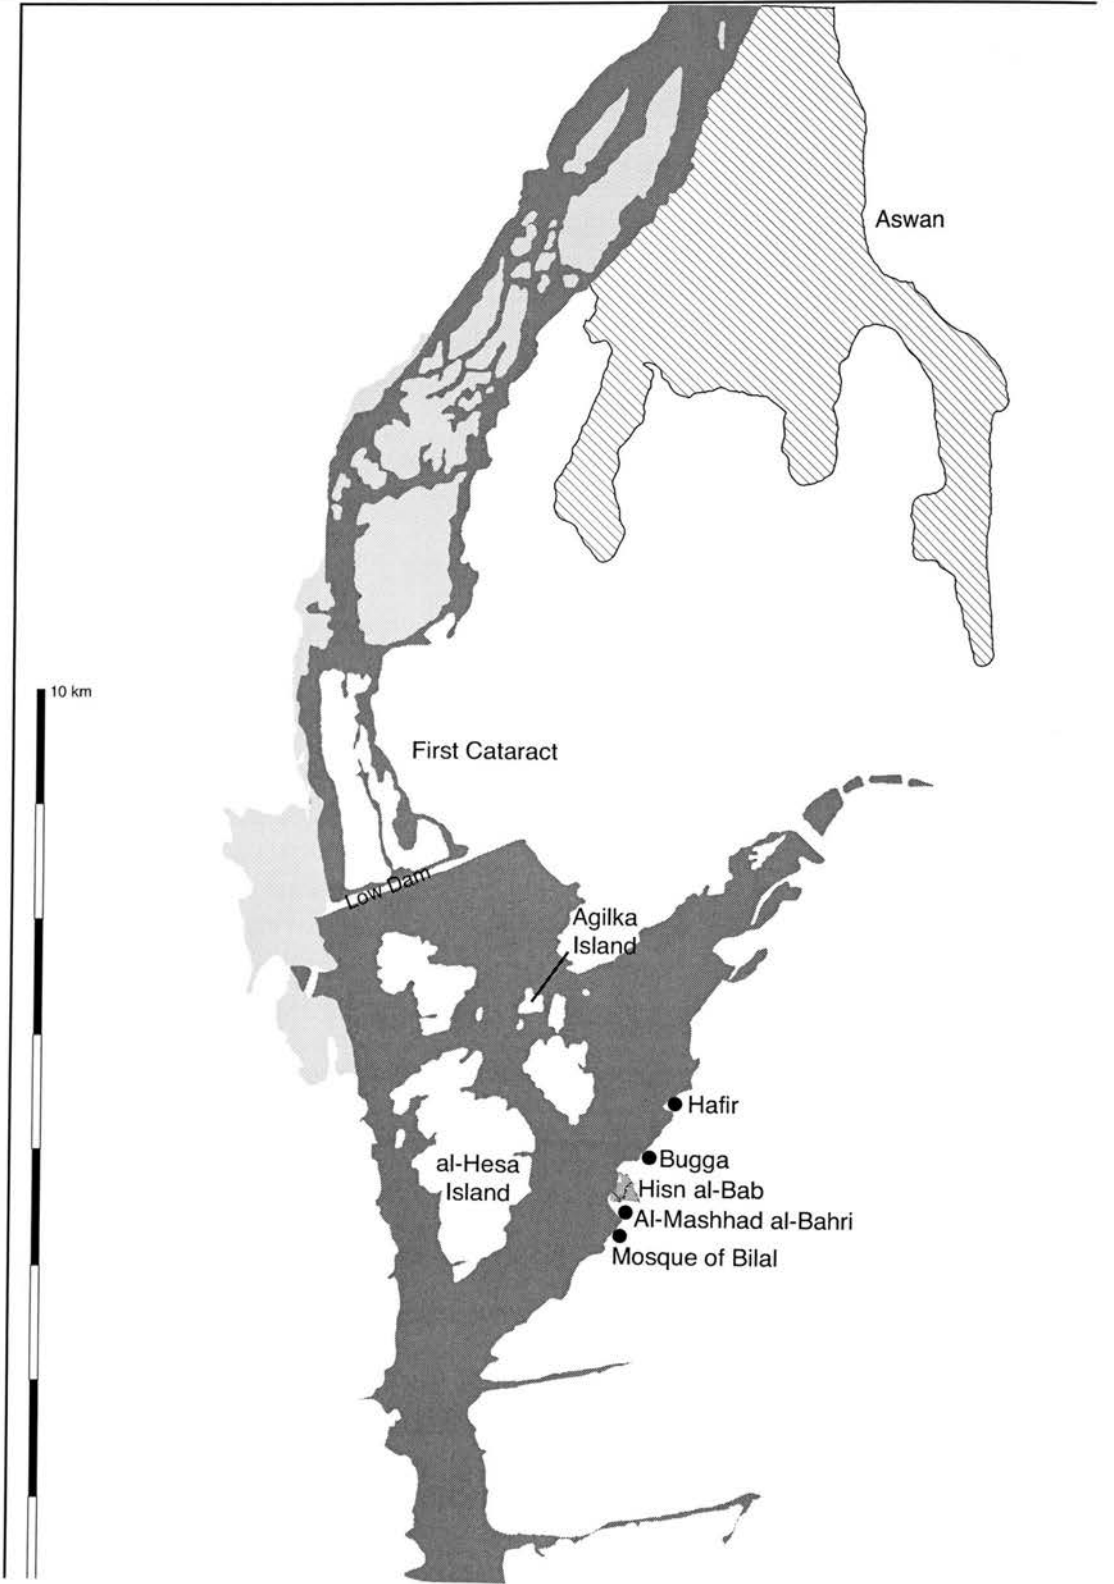 Aswan
10 km
First Cataract
Low Dam
Agilka
Island
Hafir
Bugga
al-Hesa
Island
Hisn al-Bab
Al-Mashhad al-Bahri
Mosque of Bilal